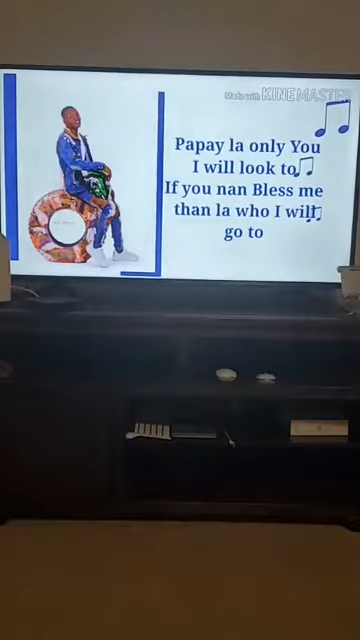 Made with KINEMASTER
Papay la only You
I will look to
If you nan Bless me
than la who I will
go to